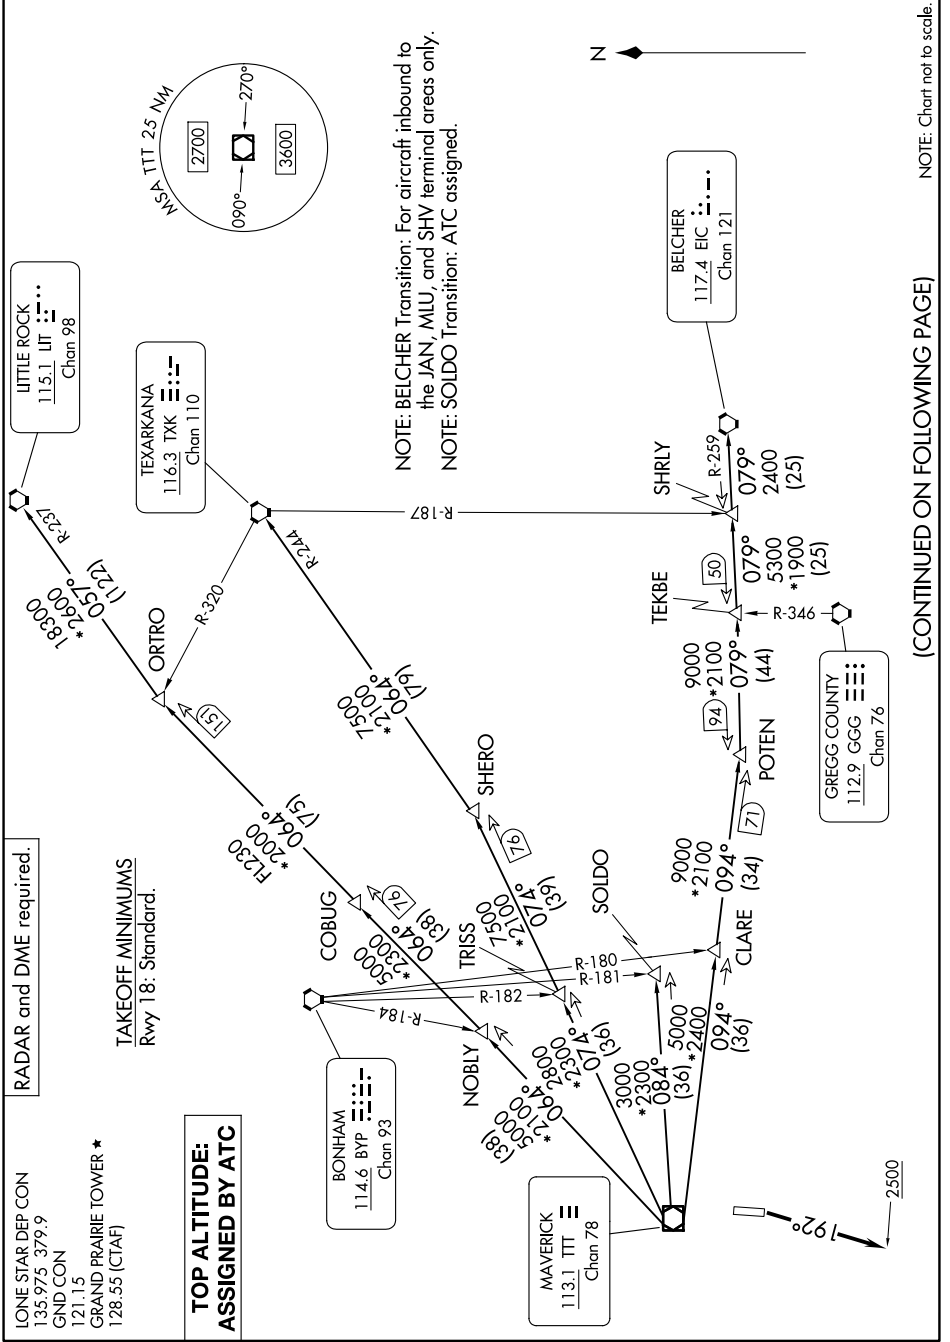 LONE STAR DEP CON
135.975 379.9
GND CON
121.15
GRAND PRAIRIE TOWER ★
128.55 (CTAF)
RADAR and DME required.
TOP ALTITUDE:
ASSIGNED BY ATC
TAKEOFF MINIMUMS
Rwy 18: Standard.
LITTLE ROCK
115.1 LIT
Chan 98
TEXARKANA
116.3 TXK
Chan 110
MSA TTT 25 NM
2700
090°
270°
3600
R-237
18300
*2600
057°
(122)
ORTRO
R-320
151
R-244
FL230
*2000
064°
(75)
7500
*2100
064°
(79)
R-187
NOTE: BELCHER Transition: For aircraft inbound to
the JAN, MLU, and SHV terminal areas only.
NOTE: SOLDO Transition: ATC assigned.
N
BONHAM
114.6 BYP
Chan 93
COBUG
76
5000
*2300
064°
(38)
R-184
R-182
R-181
R-180
NOBLY
TRISS
7500
*2100
074°
(39)
76
SHERO
SOLDO
5000
*2100
064°
(38)
2800
*2300
074°
(36)
3000
*2300
084°
(36)
5000
*2400
094°
(36)
CLARE
9000
*2100
094°
(34)
71
POTEN
94
9000
*2100
079°
(44)
TEKBE
50
R-346
5300
*1900
079°
(25)
SHRLY
R-259
079°
2400
(25)
BELCHER
117.4 EIC
Chan 121
GREGG COUNTY
112.9 GGG
Chan 76
MAVERICK
113.1 TTT
Chan 78
192°
2500
(CONTINUED ON FOLLOWING PAGE)
NOTE: Chart not to scale.